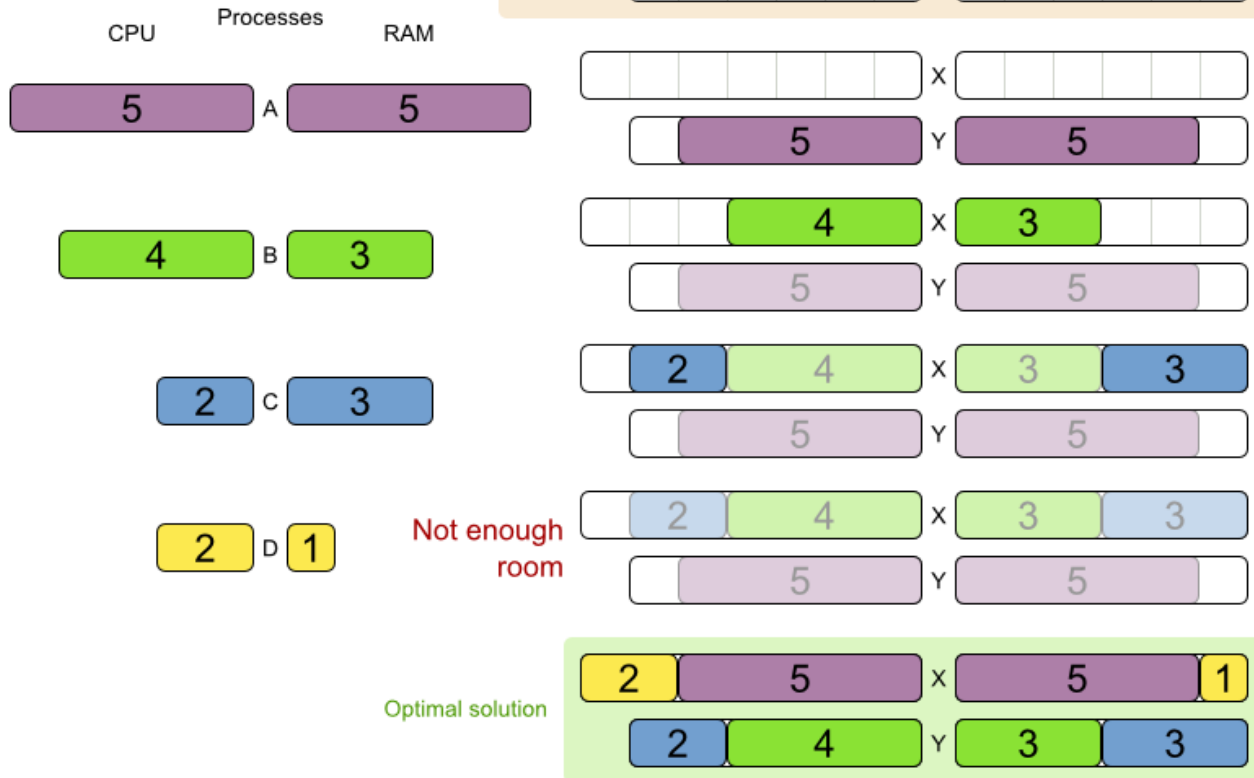 Processes
CPU RAM
X
5 A 5
5 Y 5
4 X 3
4 B 3
5 Y 5
2 4 X 3 3
2 C 3
5 Y 5
2 4 X 3 3
Not enough
room
2 D 1
5 Y 5
2 5 X 5 1
Optimal solution
2 4 Y 3 3